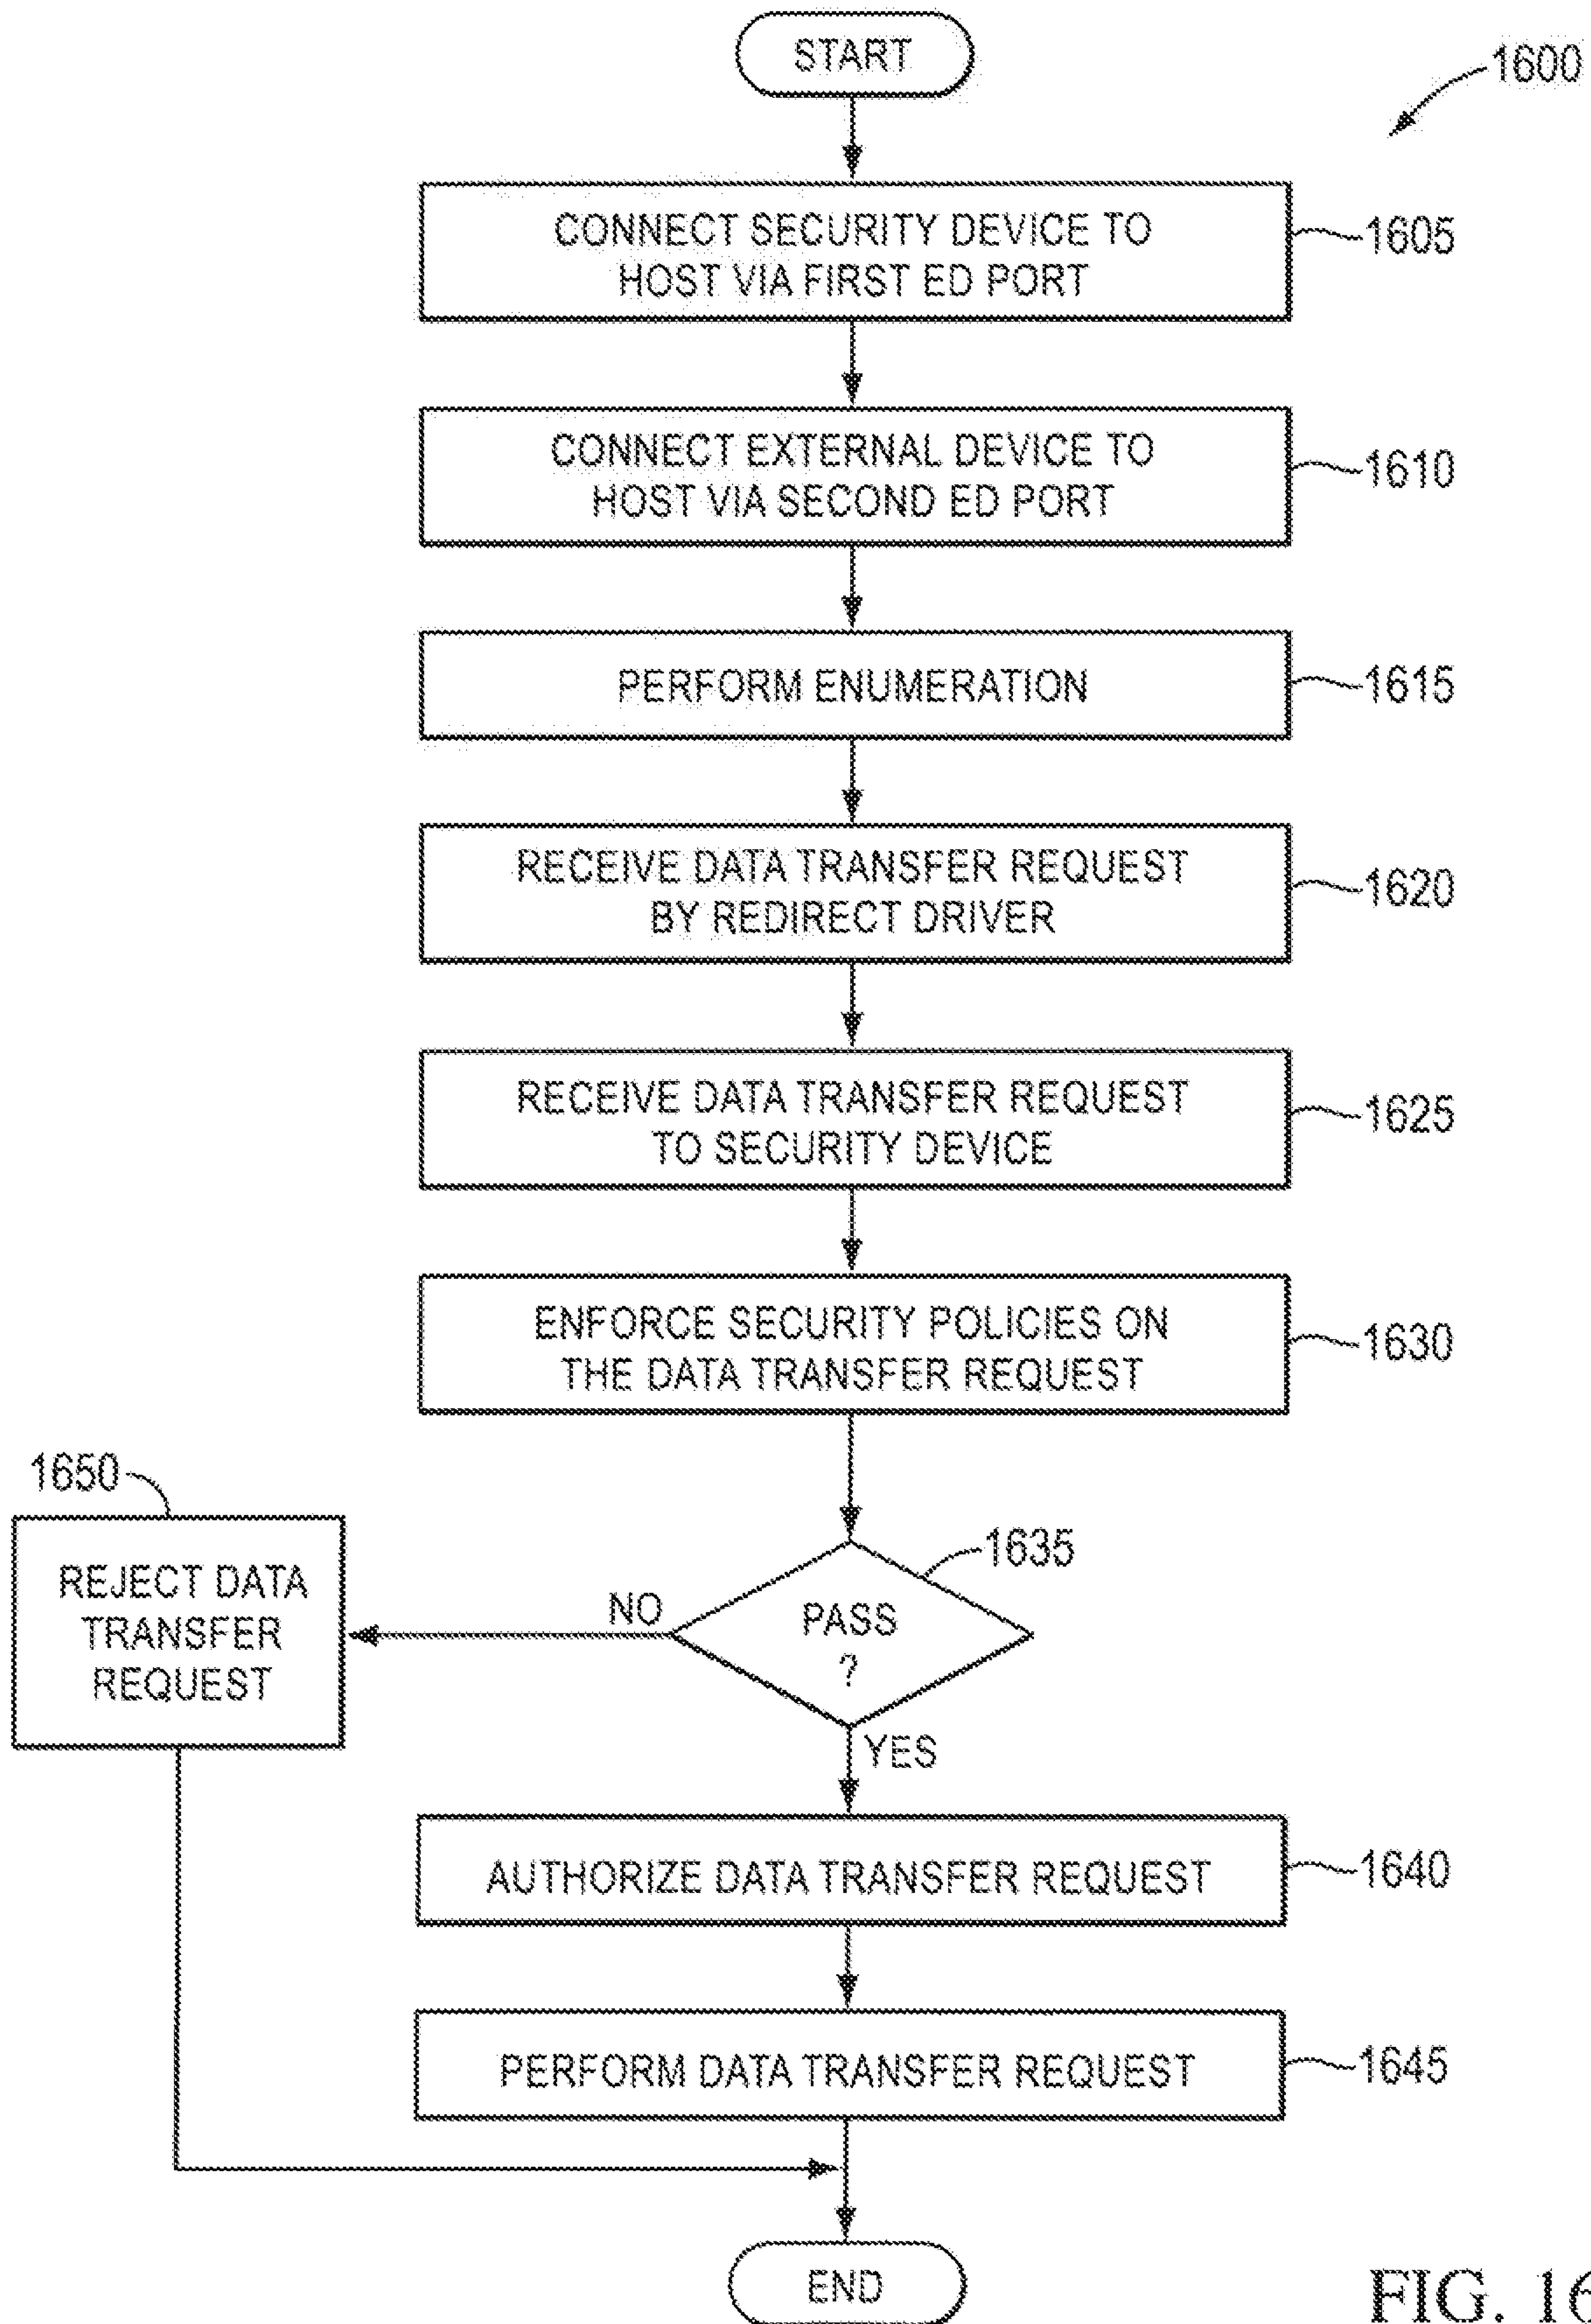 START
1600
CONNECT SECURITY DEVICE TO
HOST VIA FIRST ED PORT
1605
CONNECT EXTERNAL DEVICE TO
HOST VIA SECOND ED PORT
1610
PERFORM ENUMERATION
1615
RECEIVE DATA TRANSFER REQUEST
BY REDIRECT DRIVER
1620
RECEIVE DATA TRANSFER REQUEST
TO SECURITY DEVICE
1625
ENFORCE SECURITY POLICIES ON
THE DATA TRANSFER REQUEST
1630
1650
REJECT DATA
TRANSFER
REQUEST
NO
PASS
?
1635
YES
AUTHORIZE DATA TRANSFER REQUEST
1640
PERFORM DATA TRANSFER REQUEST
1645
END
FIG. 16